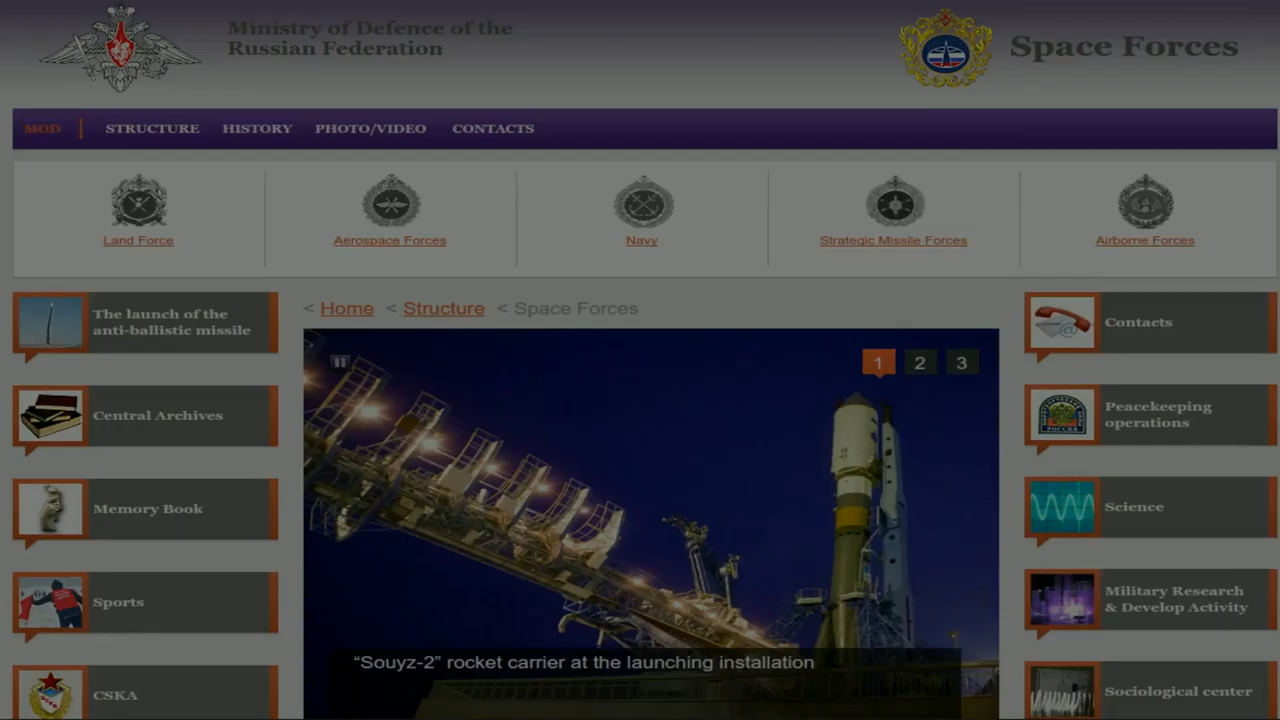 Ministry of Defence of the
Russian Federation
Space Forces
MOD
STRUCTURE
HISTORY
PHOTO/VIDEO
CONTACTS
Land Force
Aerospace Forces
Navy
Strategic Missile Forces
Airborne Forces
The launch of the
anti-ballistic missile
Central Archives
Memory Book
Sports
CSKA
< Home < Structure < Space Forces
1 2 3
“Souyz-2” rocket carrier at the launching installation
Contacts
Peacekeeping
operations
РОССИЯ
Science
Military Research
& Develop Activity
Sociological center